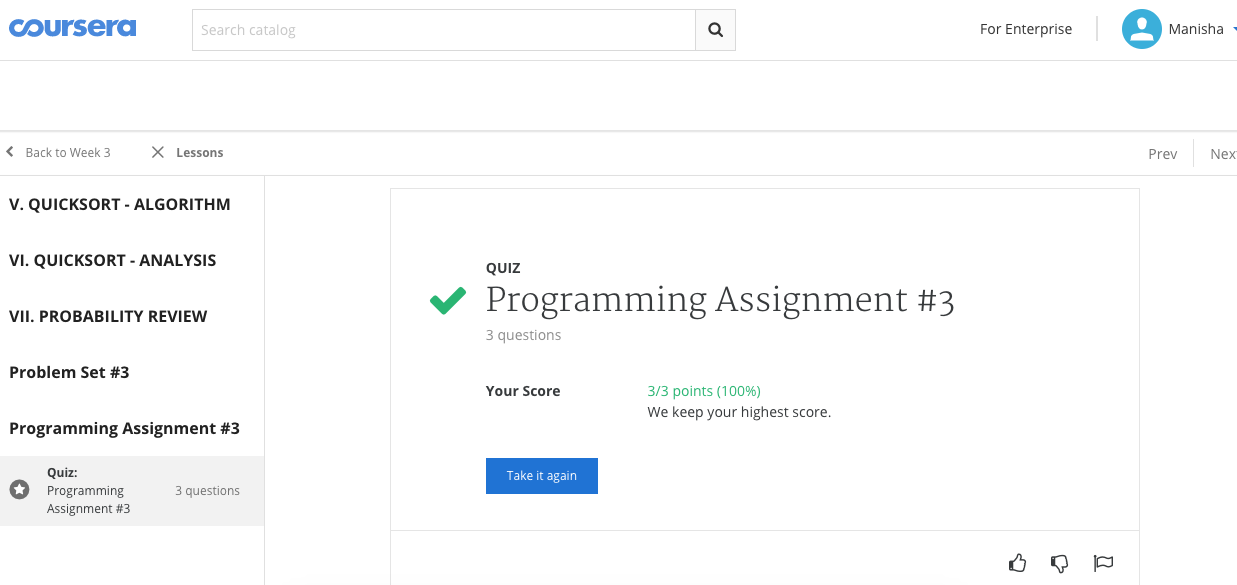 coursera
Search catalog
For Enterprise
Manisha
Back to Week 3
Lessons
Prev
Nex
V. QUICKSORT - ALGORITHM
VI. QUICKSORT - ANALYSIS
VII. PROBABILITY REVIEW
Problem Set #3
Programming Assignment #3
Quiz:
Programming
Assignment #3
3 questions
QUIZ
Programming Assignment #3
3 questions
Your Score
3/3 points (100%)
We keep your highest score.
Take it again